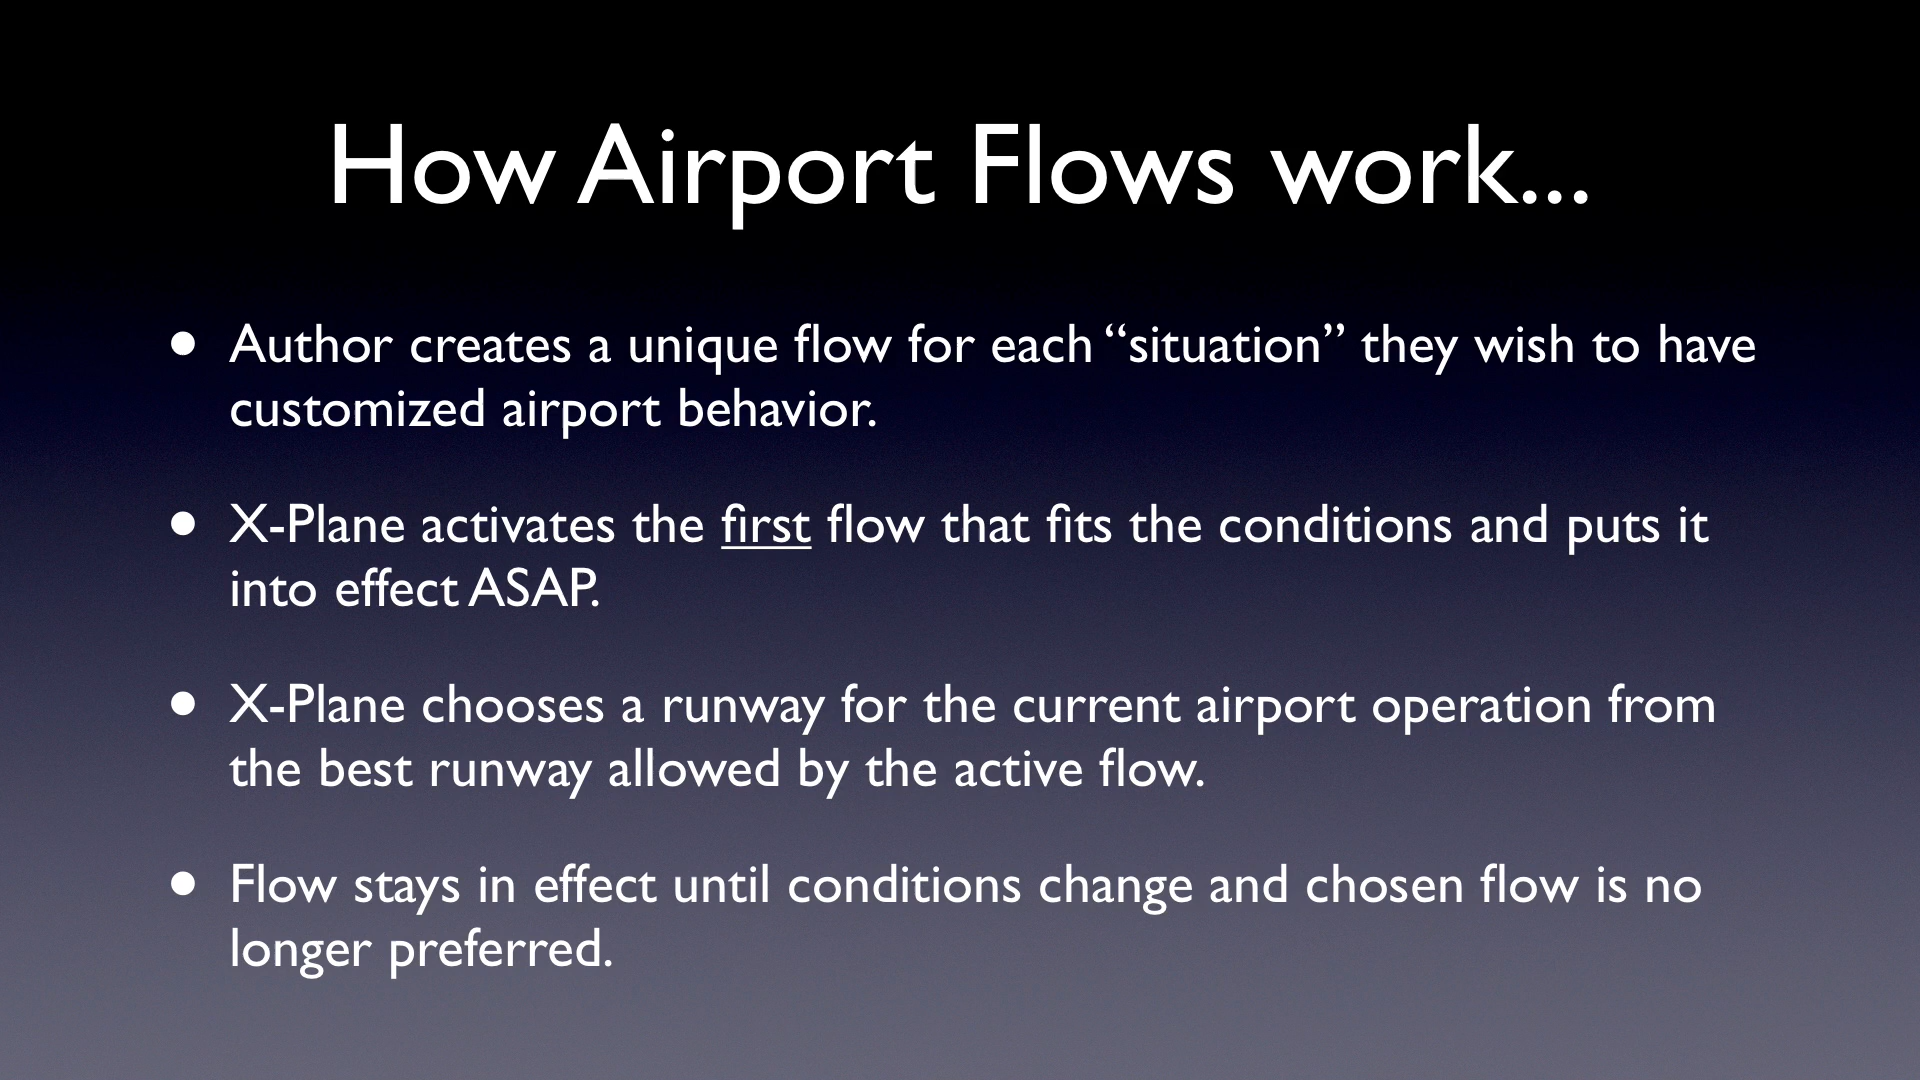 How Airport Flows work...
• Author creates a unique flow for each “situation” they wish to have
customized airport behavior.
• X-Plane activates the first flow that fits the conditions and puts it
into effect ASAP.
• X-Plane chooses a runway for the current airport operation from
the best runway allowed by the active flow.
• Flow stays in effect until conditions change and chosen flow is no
longer preferred.